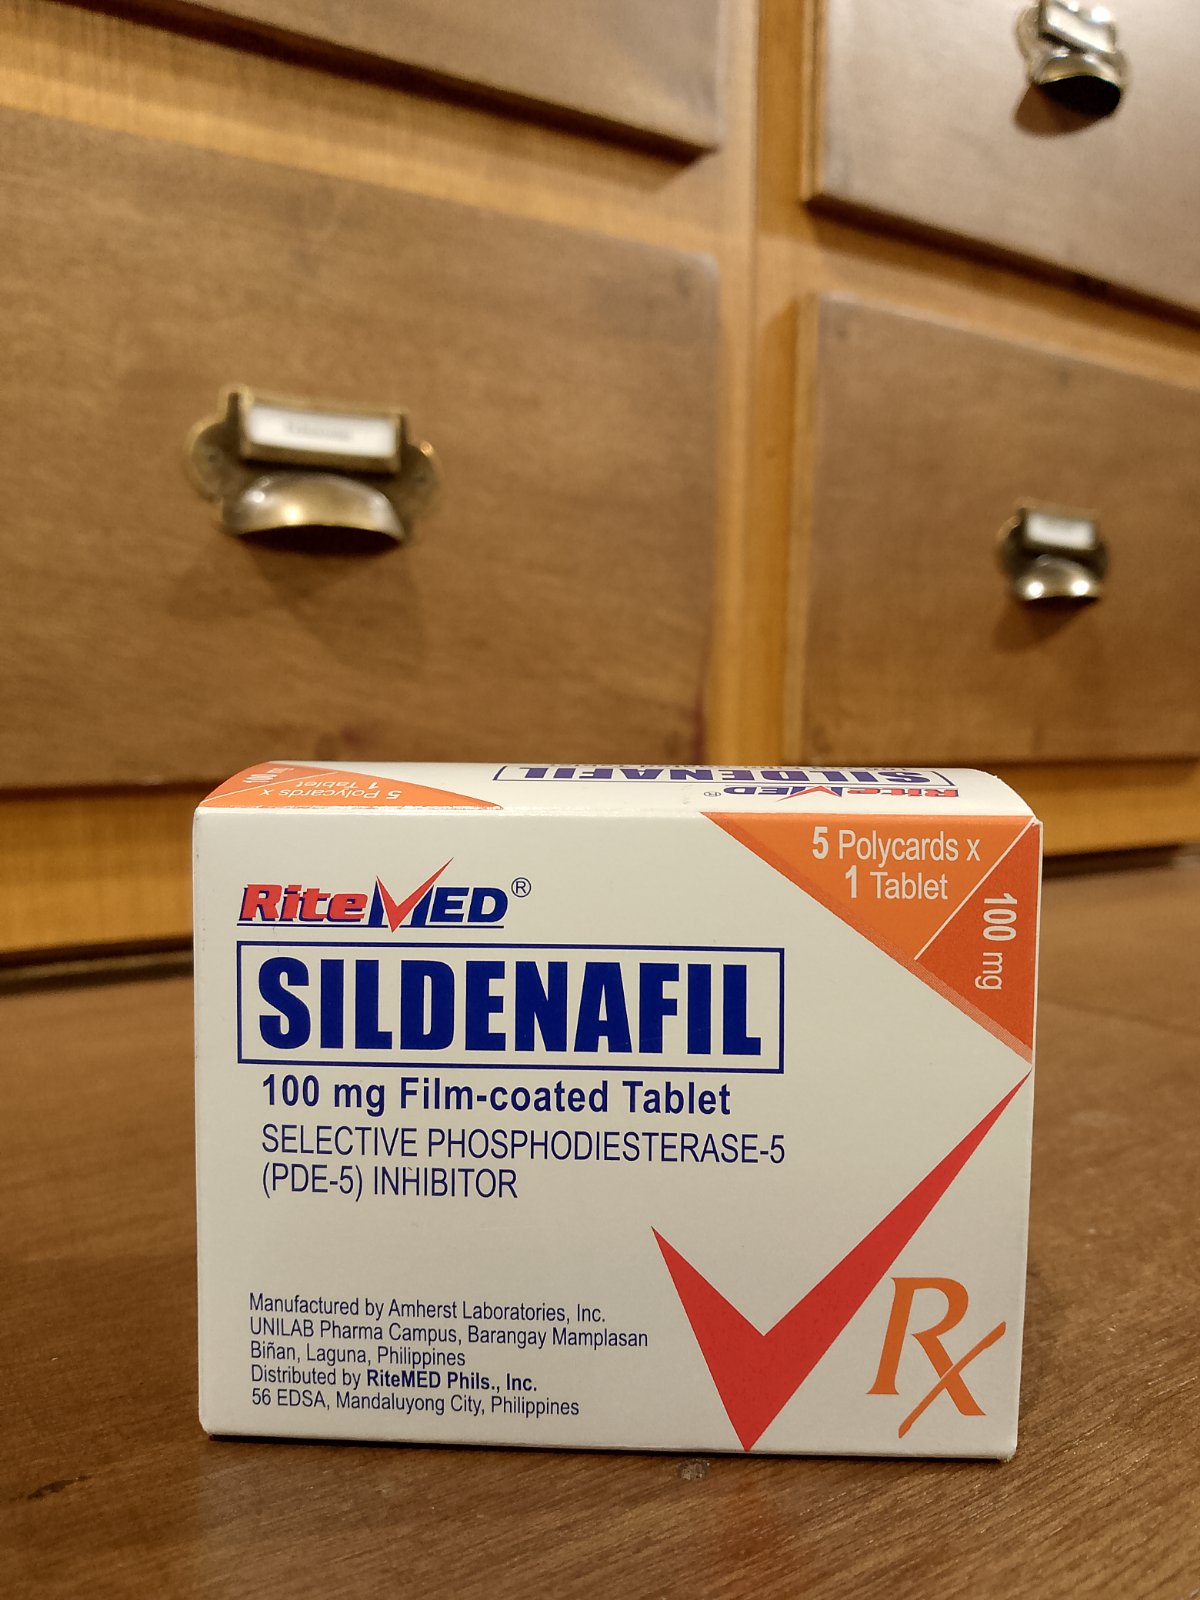 SILDENAFIL
RiteMED®
5 Polycards x
1 Tablet
RiteMED®
SILDENAFIL
100 mg Film-coated Tablet
SELECTIVE PHOSPHODIESTERASE-5
(PDE-5) INHIBITOR
5 Polycards x
1 Tablet
100 mg
Manufactured by Amherst Laboratories, Inc.
UNILAB Pharma Campus, Barangay Mamplasan
Biñan, Laguna, Philippines
Distributed by RiteMED Phils., Inc.
56 EDSA, Mandaluyong City, Philippines
Rx